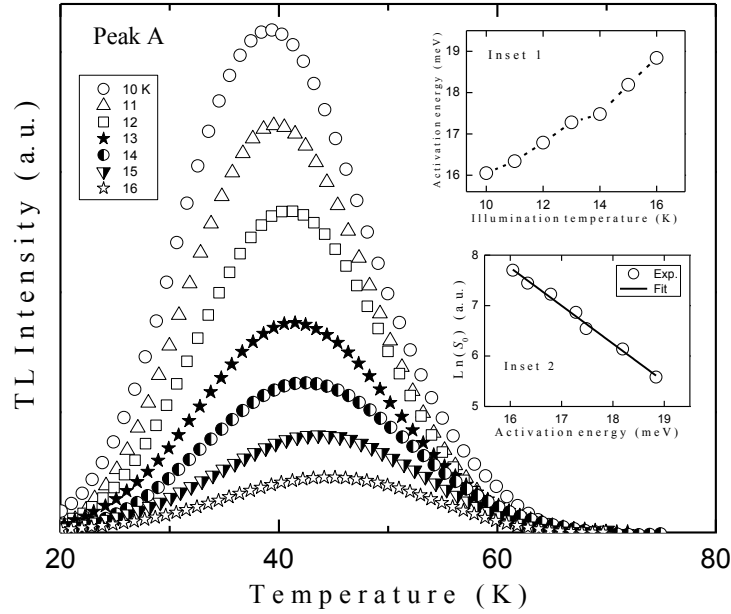 Peak A
10 K
11
12
13
14
15
16
TL Intensity (a.u.)
20 40 60 80
Temperature (K)
Inset 1
Activation energy (meV)
19
18
17
16
10 12 14 16
Illumination temperature (K)
Ln(S0) (a.u.)
8
7
6
5
Exp.
Fit
Inset 2
16 17 18 19
Activation energy (meV)